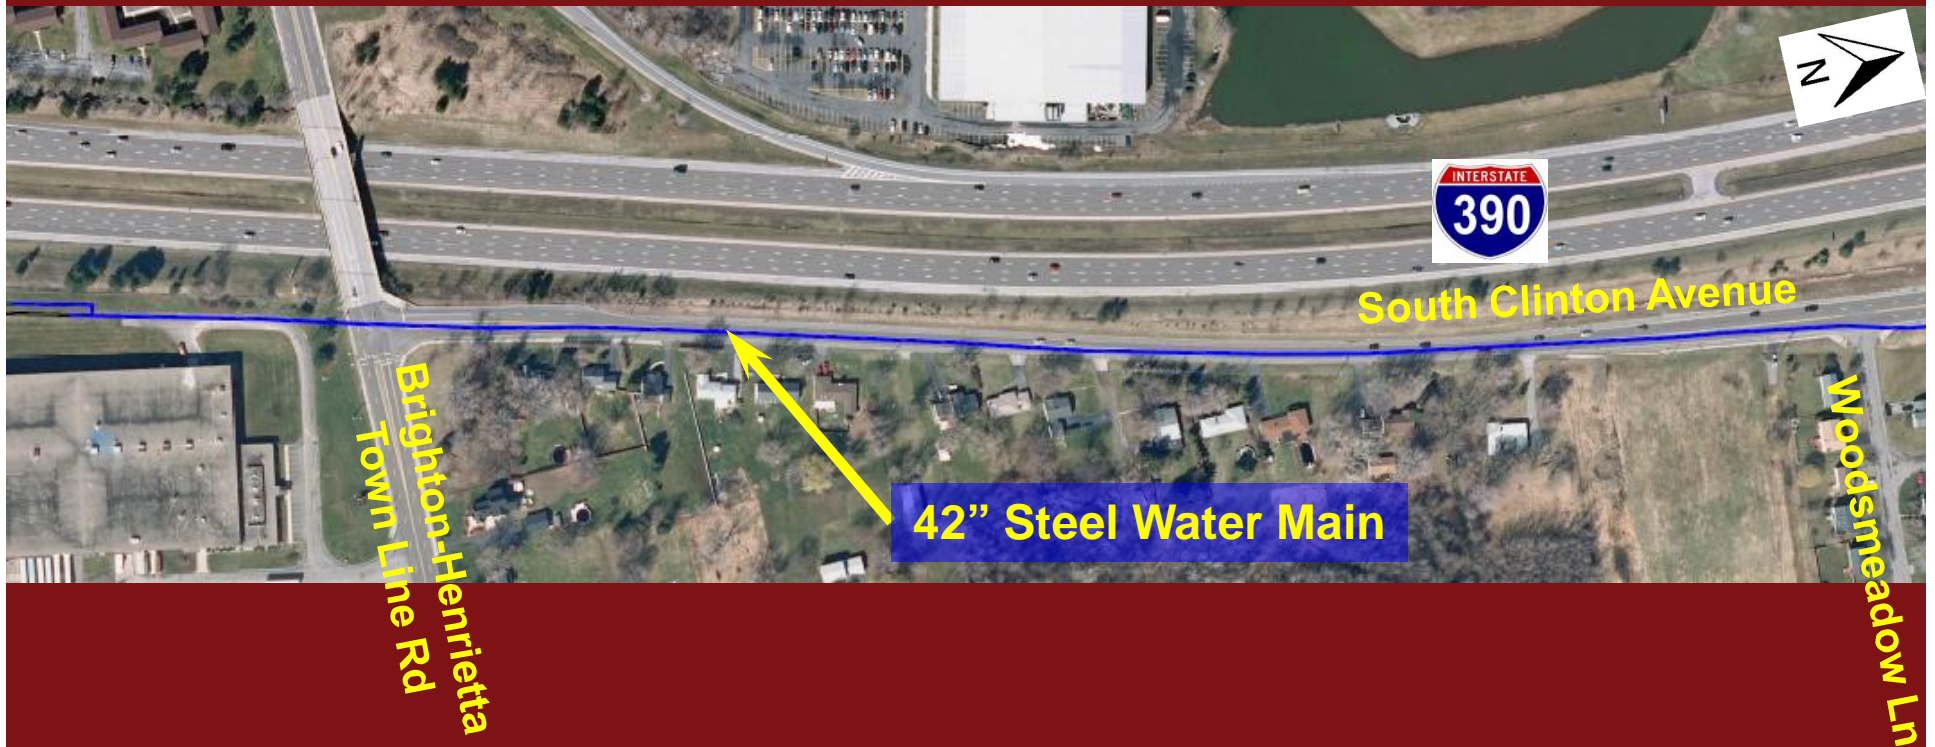 N
INTERSTATE
390
South Clinton Avenue
Brighton-Henrietta
Town Line Rd
42” Steel Water Main
Woodsmeadow Ln